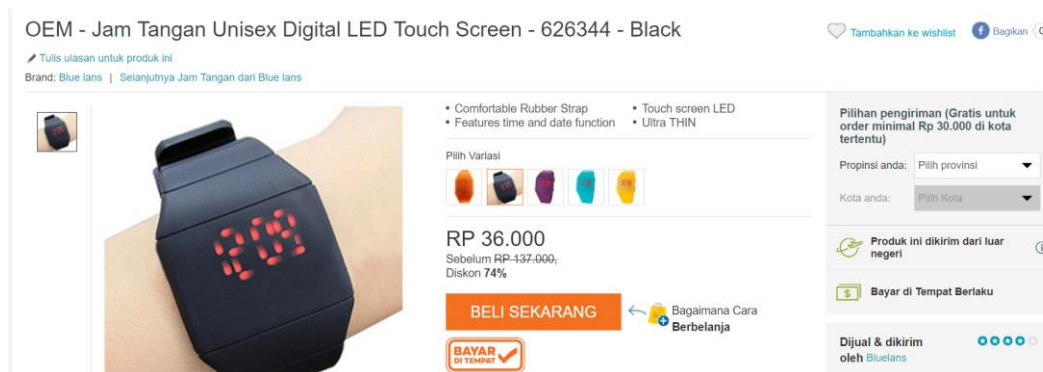 OEM - Jam Tangan Unisex Digital LED Touch Screen - 626344 - Black
Tambahkan ke wishlist
Bagikan
0
Tulis ulasan untuk produk ini
Brand: Blue lans | Selanjutnya Jam Tangan dari Blue lans
• Comfortable Rubber Strap
• Features time and date function
• Touch screen LED
• Ultra THIN
Pilih Variasi
RP 36.000
Sebelum RP 137.000,
Diskon 74%
BELI SEKARANG
Bagaimana Cara
Berbelanja
BAYAR
DI TEMPAT
Pilihan pengiriman (Gratis untuk
order minimal Rp 30.000 di kota
tertentu)
Propinsi anda: Pilih provinsi
Kota anda: Pilih Kota
Produk ini dikirim dari luar
negeri
Bayar di Tempat Berlaku
Dijual & dikirim
oleh Bluelans